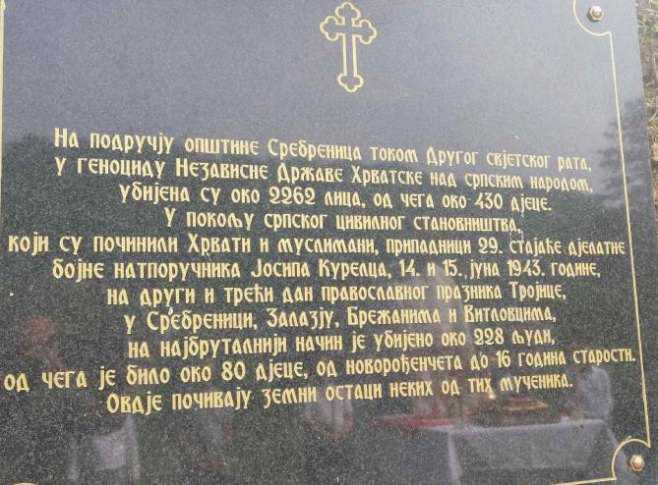 На подручју општине Сребреница током Другог свјетског рата,
у геноциду Независне Државе Хрватске над српским народом,
убијена су око 2262 лица, од чега око 430 дјеце.
У покољу српског цивилног становништва,
који су починили Хрвати и муслимани, припадници 29. стајаће дјелатне
бојне натпоручника Јосипа Курелца, 14. и 15. јуна 1943. године,
на други и трећи дан православног празника Тројице,
у Сребреници, Залазју, Брежанима и Витловцима,
на најбруталнији начин је убијено око 228 људи,
од чега је било око 80 дјеце, од новорођенчета до 16 година старости.
Овдје почивају земни остаци неких од тих мученика.